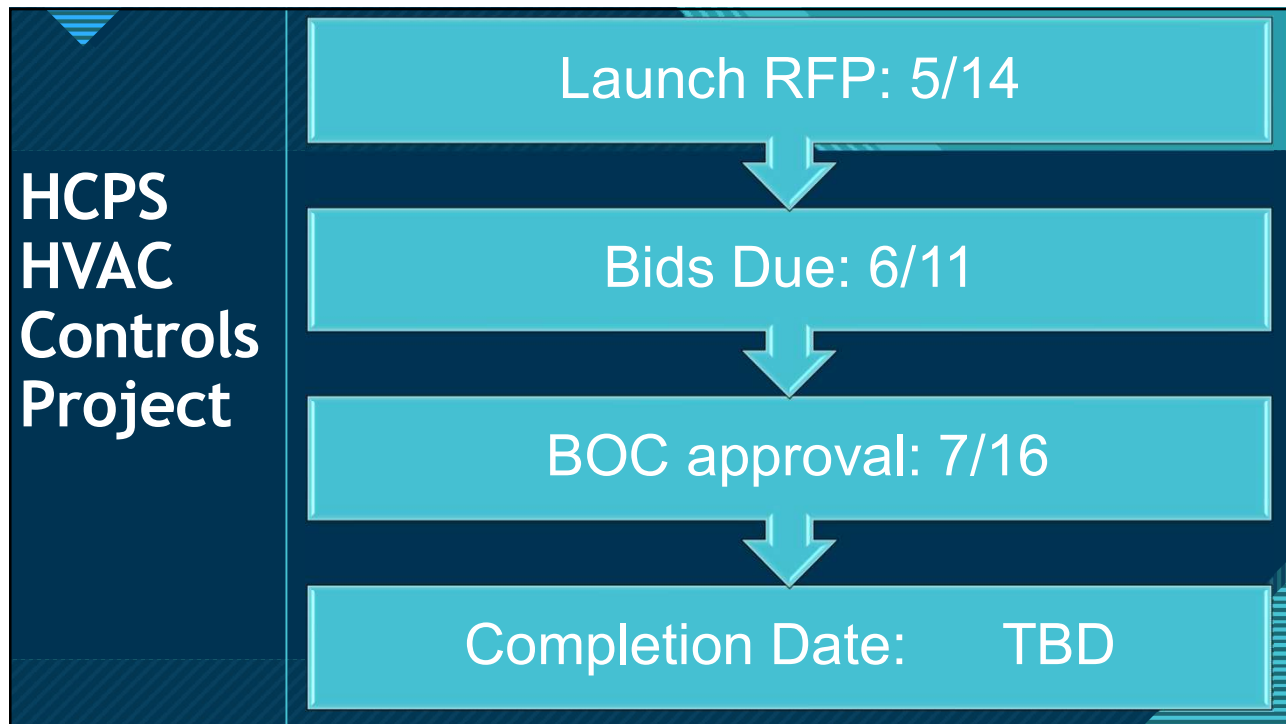 HCPS
HVAC
Controls
Project
Launch RFP: 5/14
Bids Due: 6/11
BOC approval: 7/16
Completion Date: TBD